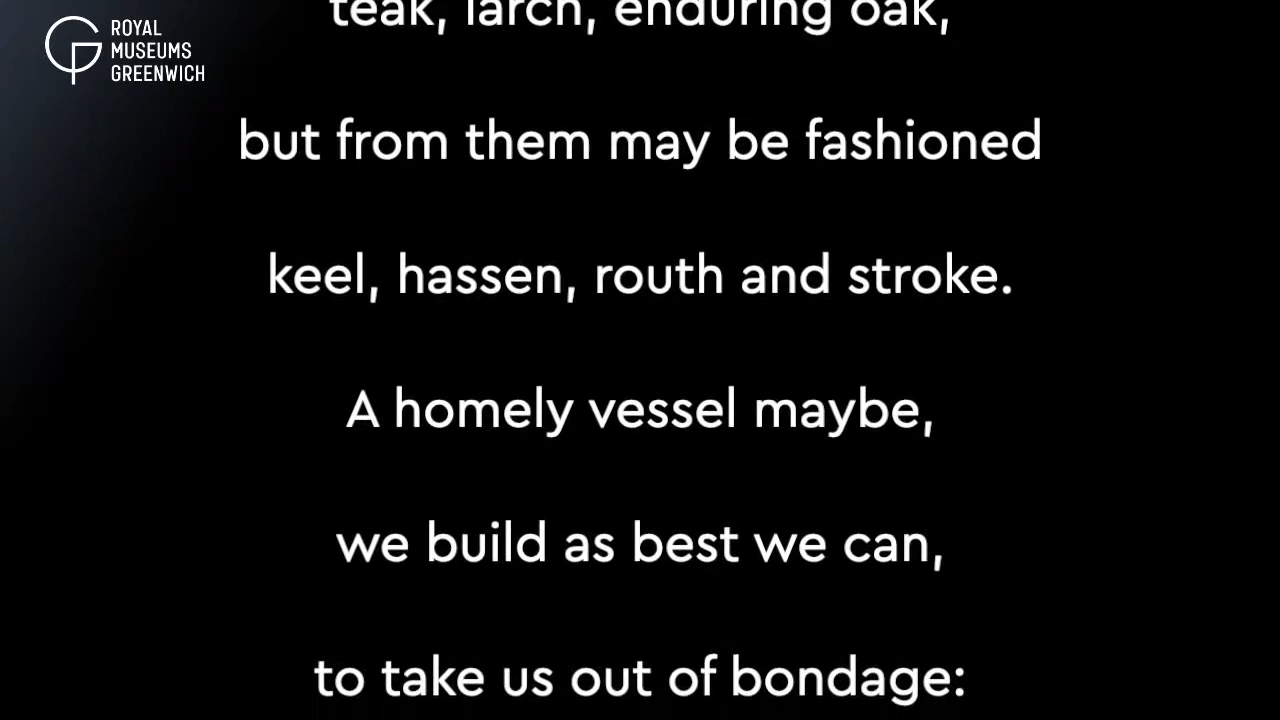 ROYAL
MUSEUMS
GREENWICH
teak, larch, enduring oak,
but from them may be fashioned
keel, hassen, routh and stroke.
A homely vessel maybe,
we build as best we can,
to take us out of bondage: